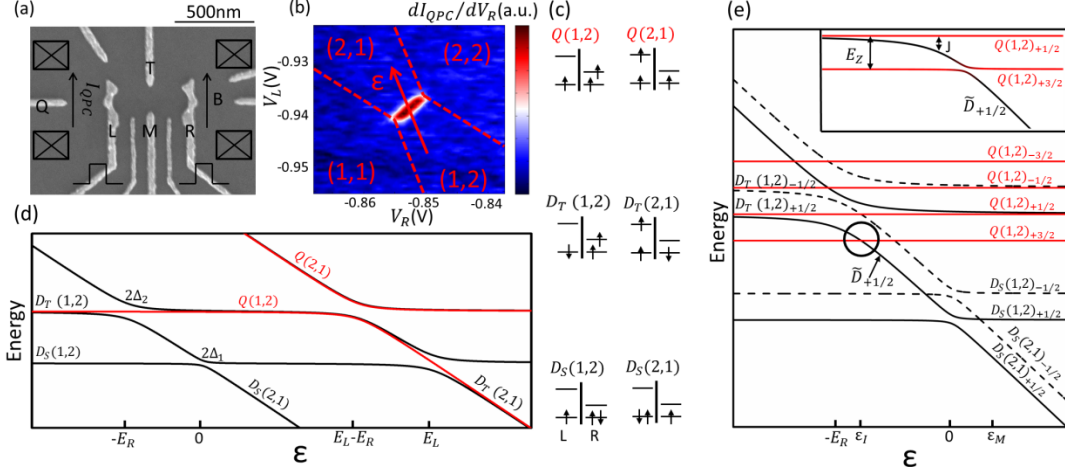 (a)
500nm
T
Q
I_QPC
B
L
M
R
(b)
dI_QPC/dV_R(a.u.)
V_L(V)
-0.93
-0.94
-0.95
(2,1)
(2,2)
ε
(1,1)
(1,2)
-0.86
-0.85
-0.84
V_R(V)
(c)
Q(1,2)
Q(2,1)
D_T(1,2)
D_T(2,1)
D_S(1,2)
D_S(2,1)
L
R
(d)
Energy
Q(2,1)
2Δ_2
D_T (1,2)
Q(1,2)
D_S(1,2)
2Δ_1
D_S(2,1)
D_T (2,1)
-E_R
0
E_L-E_R
E_L
ε
(e)
Energy
E_Z
J
Q(1,2)_{+1/2}
Q(1,2)_{+3/2}
D̃_{+1/2}
Q(1,2)_{-3/2}
D_T (1,2)_{-1/2}
Q(1,2)_{-1/2}
D_T (1,2)_{+1/2}
Q(1,2)_{+1/2}
Q(1,2)_{+3/2}
D̃_{+1/2}
D_S(1,2)_{-1/2}
D_S(1,2)_{+1/2}
D_S(2,1)_{-1/2}
D_S(2,1)_{+1/2}
-E_R
ε_I
0
ε_M
ε